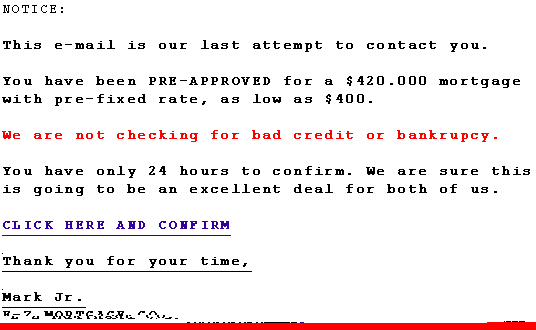 NOTICE:
This e-mail is our last attempt to contact you.
You have been PRE-APPROVED for a $420.000 mortgage
with pre-fixed rate, as low as $400.
We are not checking for bad credit or bankrupcy.
You have only 24 hours to confirm. We are sure this
is going to be an excellent deal for both of us.
CLICK HERE AND CONFIRM
Thank you for your time,
Mark Jr.